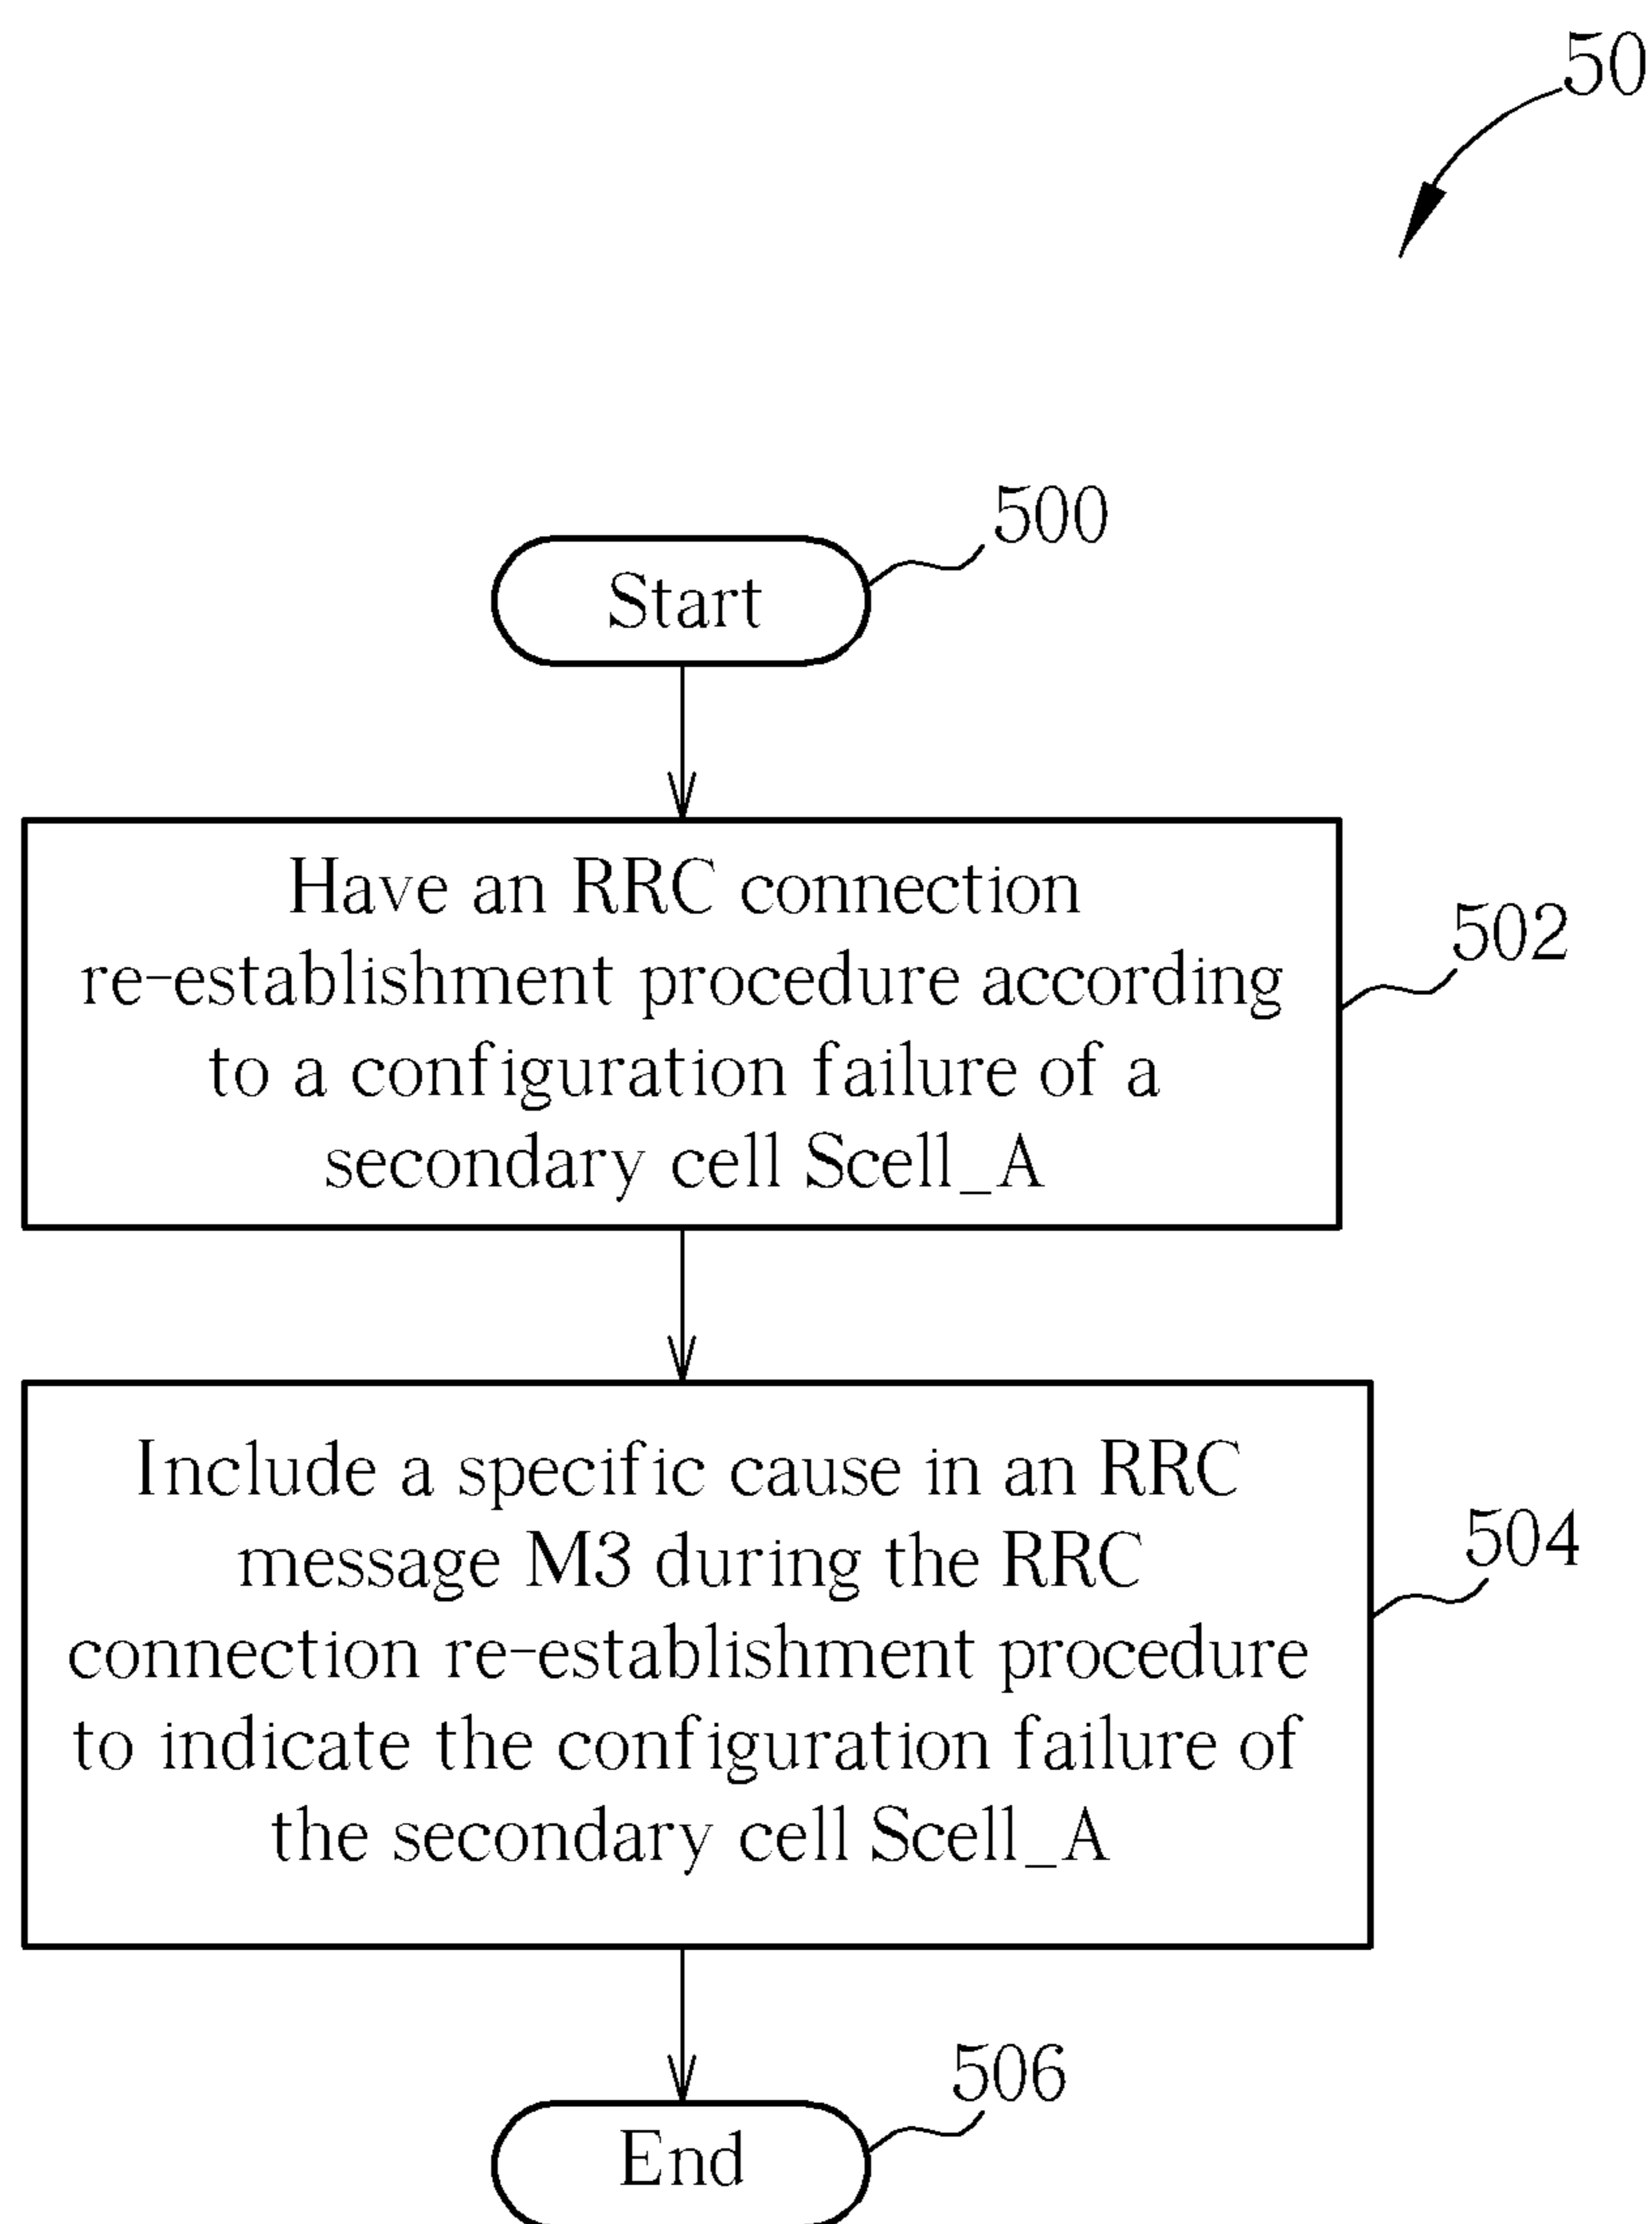 50
500
Start
Have an RRC connection
re-establishment procedure according
to a configuration failure of a
secondary cell Scell_A
502
Include a specific cause in an RRC
message M3 during the RRC
connection re-establishment procedure
to indicate the configuration failure of
the secondary cell Scell_A
504
506
End